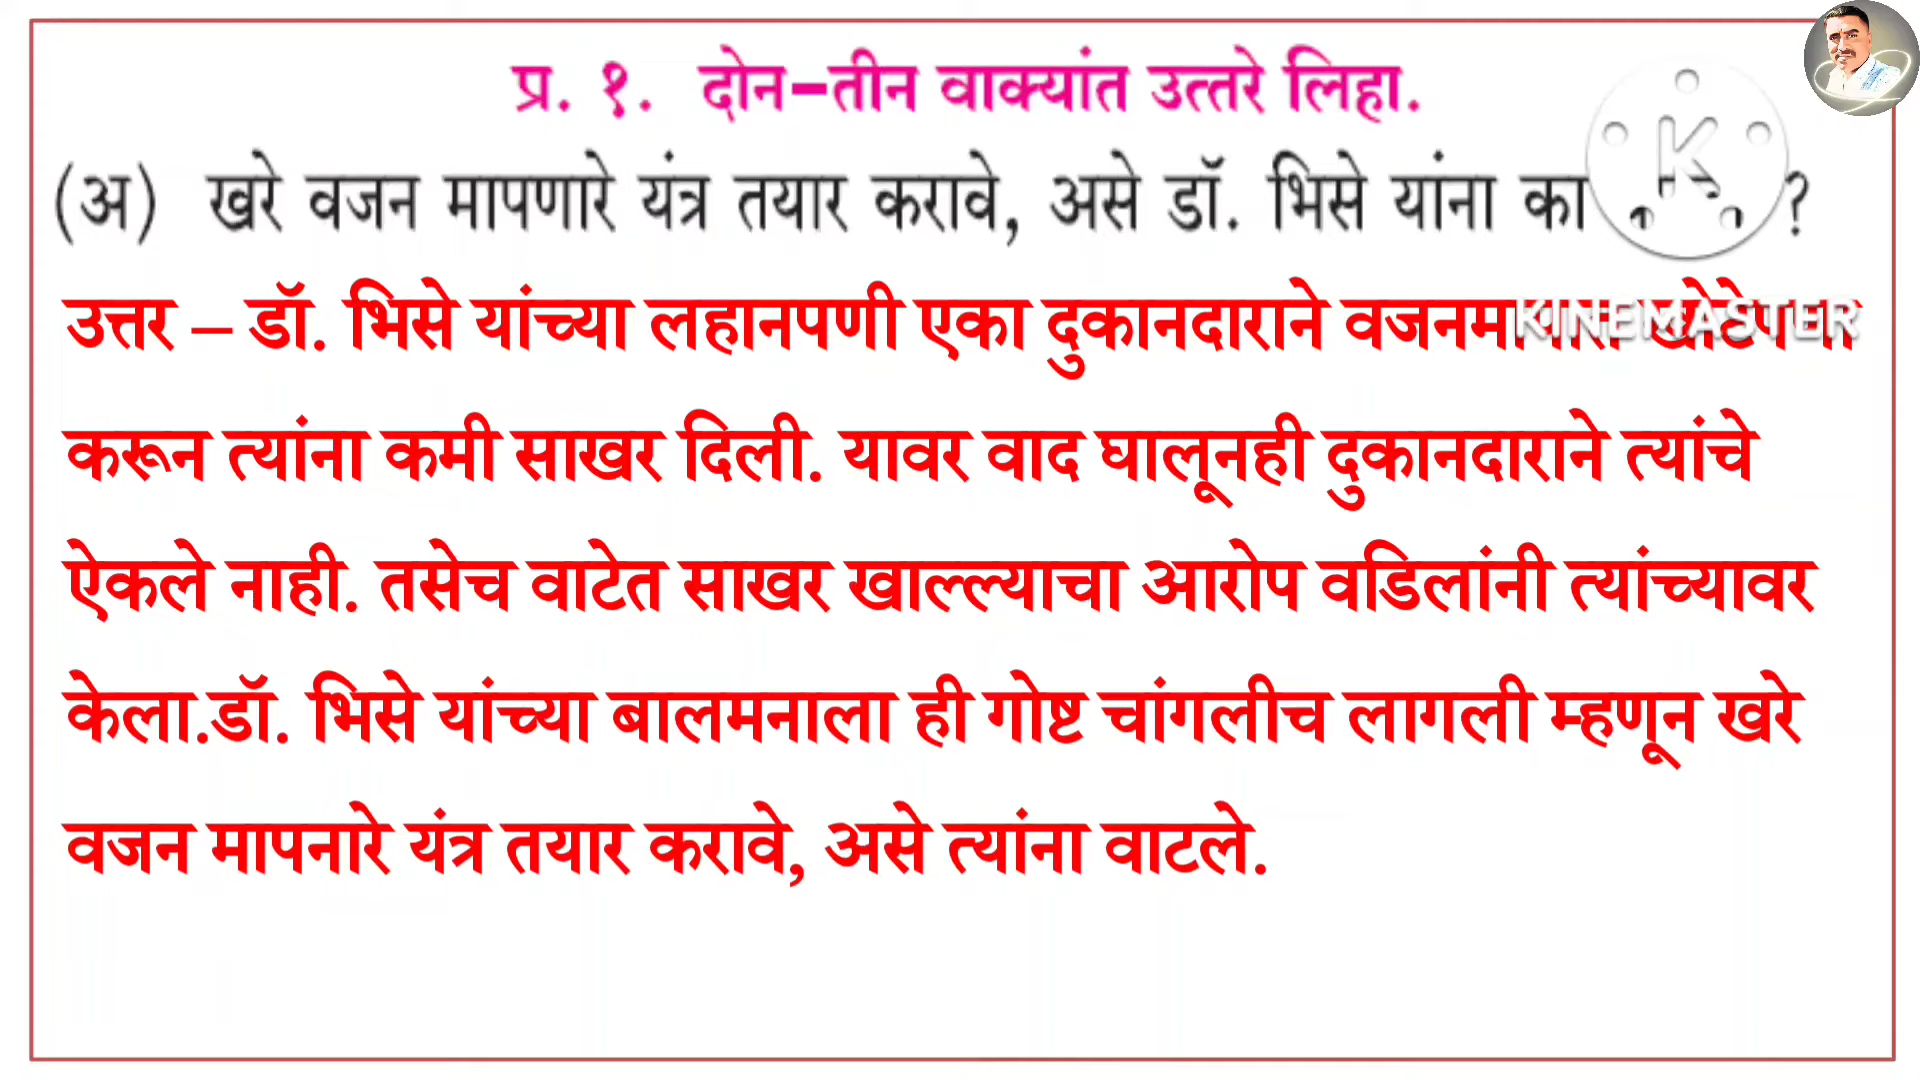 प्र. १. दोन-तीन वाक्यांत उत्तरे लिहा.
(अ) खरे वजन मापणारे यंत्र तयार करावे, असे डॉ. भिसे यांना का ?
उत्तर – डॉ. भिसे यांच्या लहानपणी एका दुकानदाराने
KINEMASTER
करून त्यांना कमी साखर दिली. यावर वाद घालूनही दुकानदाराने त्यांचे
ऐकले नाही. तसेच वाटेत साखर खाल्ल्याचा आरोप वडिलांनी त्यांच्यावर
केला.डॉ. भिसे यांच्या बालमनाला ही गोष्ट चांगलीच लागली म्हणून खरे
वजन मापनारे यंत्र तयार करावे, असे त्यांना वाटले.